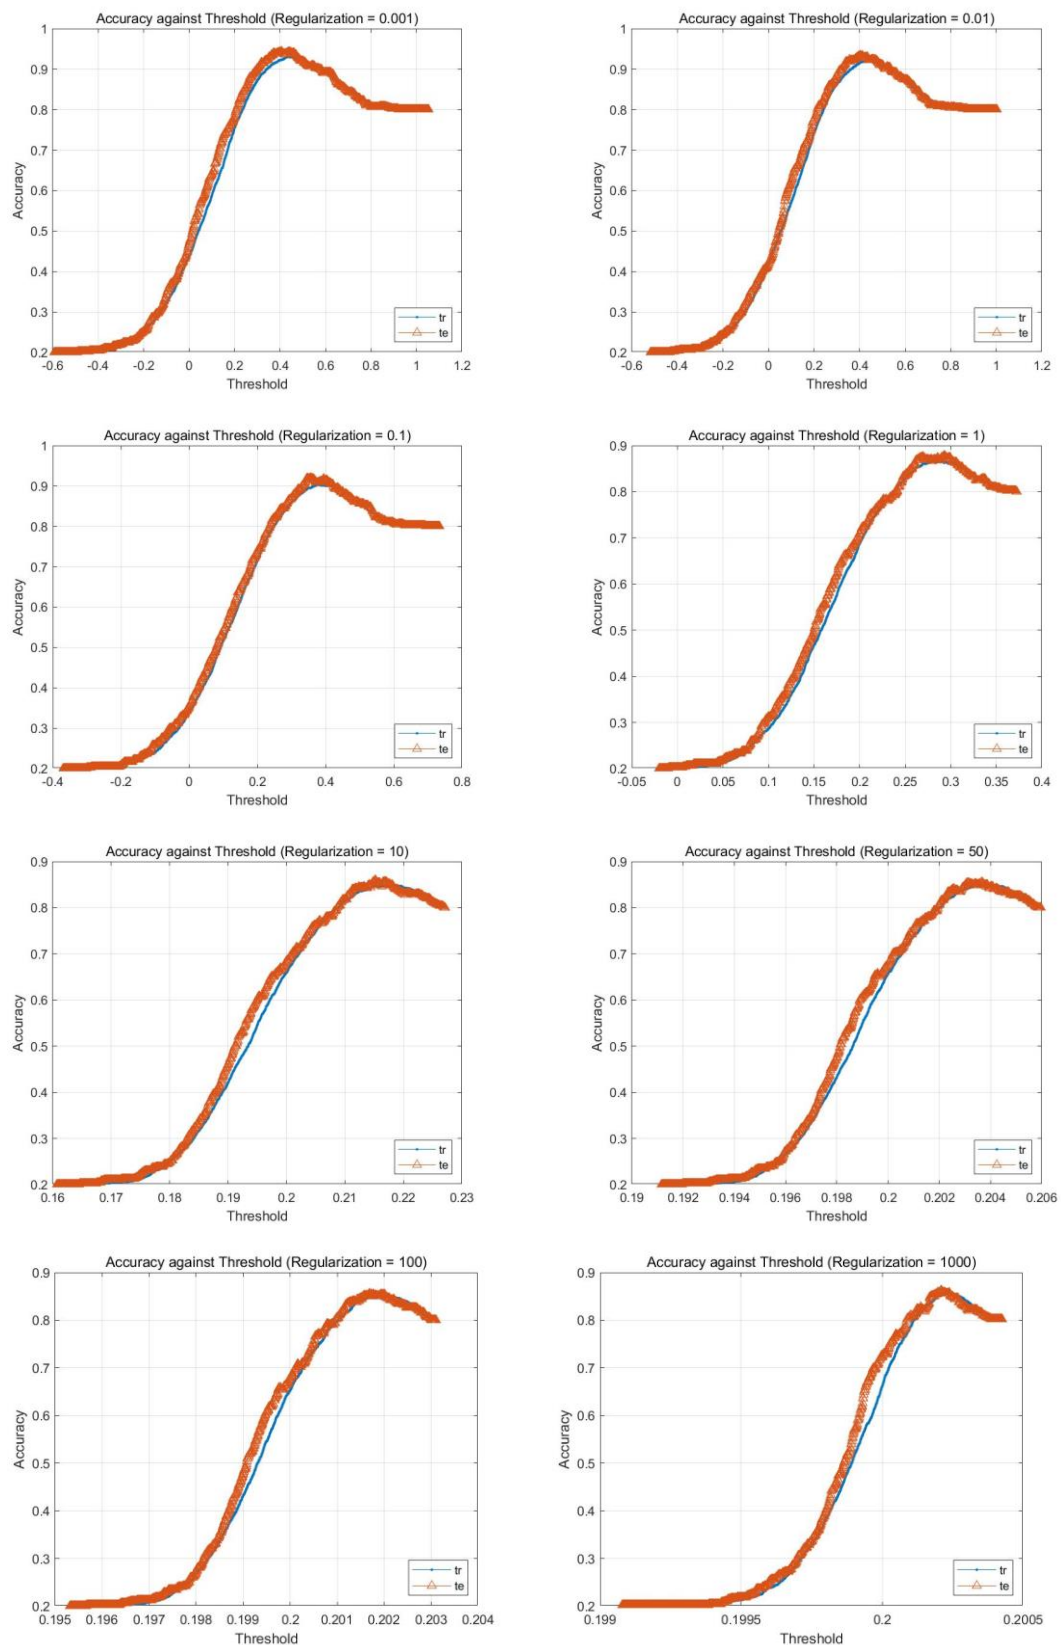 Accuracy against Threshold (Regularization = 0.001)
1
0.9
0.8
0.7
0.6
0.5
0.4
0.3
0.2
Accuracy
-0.6 -0.4 -0.2 0 0.2 0.4 0.6 0.8 1 1.2
Threshold
tr
te
Accuracy against Threshold (Regularization = 0.01)
1
0.9
0.8
0.7
0.6
0.5
0.4
0.3
0.2
Accuracy
-0.6 -0.4 -0.2 0 0.2 0.4 0.6 0.8 1 1.2
Threshold
tr
te
Accuracy against Threshold (Regularization = 0.1)
1
0.9
0.8
0.7
0.6
0.5
0.4
0.3
0.2
Accuracy
-0.4 -0.2 0 0.2 0.4 0.6 0.8
Threshold
tr
te
Accuracy against Threshold (Regularization = 1)
0.9
0.8
0.7
0.6
0.5
0.4
0.3
0.2
Accuracy
-0.05 0 0.05 0.1 0.15 0.2 0.25 0.3 0.35 0.4
Threshold
tr
te
Accuracy against Threshold (Regularization = 10)
0.9
0.8
0.7
0.6
0.5
0.4
0.3
0.2
Accuracy
0.16 0.17 0.18 0.19 0.2 0.21 0.22 0.23
Threshold
tr
te
Accuracy against Threshold (Regularization = 50)
0.9
0.8
0.7
0.6
0.5
0.4
0.3
0.2
Accuracy
0.19 0.192 0.194 0.196 0.198 0.2 0.202 0.204 0.206
Threshold
tr
te
Accuracy against Threshold (Regularization = 100)
0.9
0.8
0.7
0.6
0.5
0.4
0.3
0.2
Accuracy
0.195 0.196 0.197 0.198 0.199 0.2 0.201 0.202 0.203 0.204
Threshold
tr
te
Accuracy against Threshold (Regularization = 1000)
0.9
0.8
0.7
0.6
0.5
0.4
0.3
0.2
Accuracy
0.199 0.1995 0.2 0.2005
Threshold
tr
te